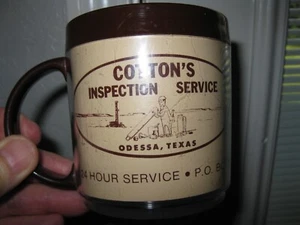 COTTON'S
INSPECTION SERVICE
ODESSA, TEXAS
24 HOUR SERVICE • P.O. B